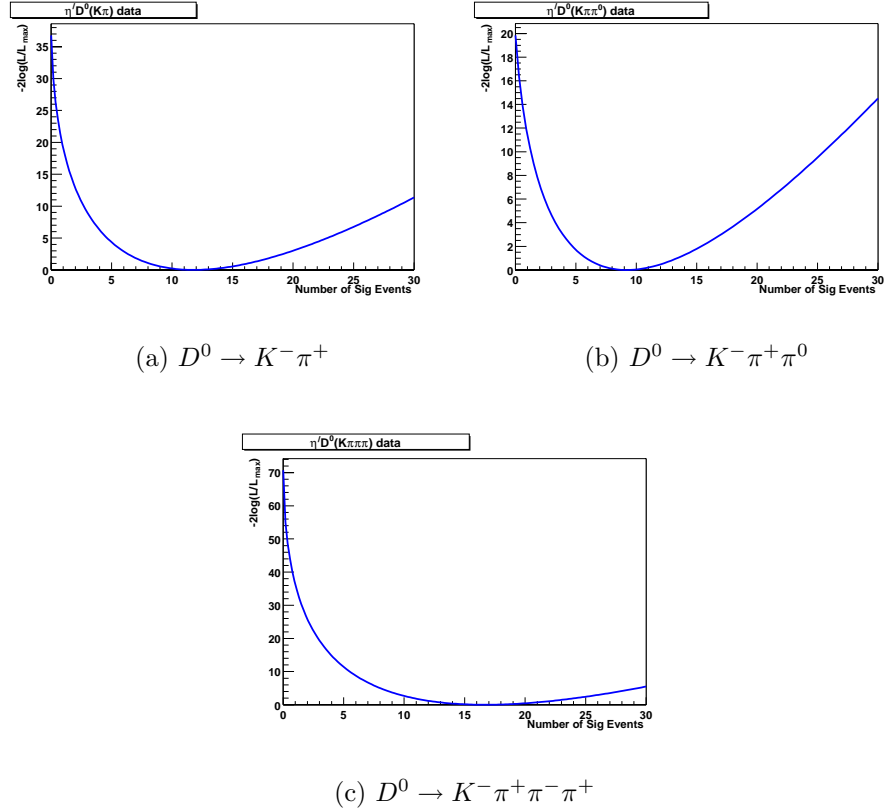 η′D⁰(Kπ) data
-2log(L/L_max)
35
30
25
20
15
10
5
0
0 5 10 15 20 25 30
Number of Sig Events
(a) D⁰ → K⁻π⁺
η′D⁰(Kππ⁰) data
-2log(L/L_max)
20
18
16
14
12
10
8
6
4
2
0
0 5 10 15 20 25 30
Number of Sig Events
(b) D⁰ → K⁻π⁺π⁰
η′D⁰(Kπππ) data
-2log(L/L_max)
70
60
50
40
30
20
10
0
0 5 10 15 20 25 30
Number of Sig Events
(c) D⁰ → K⁻π⁺π⁻π⁺